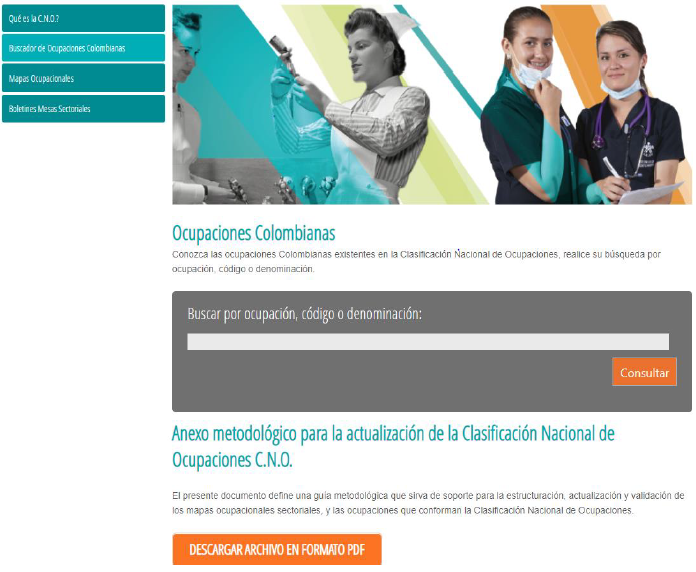 Qué es la C.N.O.?
Buscador de Ocupaciones Colombianas
Mapas Ocupacionales
Boletines Mesas Sectoriales
Ocupaciones Colombianas
Conozca las ocupaciones Colombianas existentes en la Clasificación Nacional de Ocupaciones, realice su búsqueda por
ocupación, código o denominación.
Buscar por ocupación, código o denominación:
Consultar
Anexo metodológico para la actualización de la Clasificación Nacional de
Ocupaciones C.N.O.
El presente documento define una guía metodológica que sirva de soporte para la estructuración, actualización y validación de
los mapas ocupacionales sectoriales, y las ocupaciones que conforman la Clasificación Nacional de Ocupaciones.
DESCARGAR ARCHIVO EN FORMATO PDF